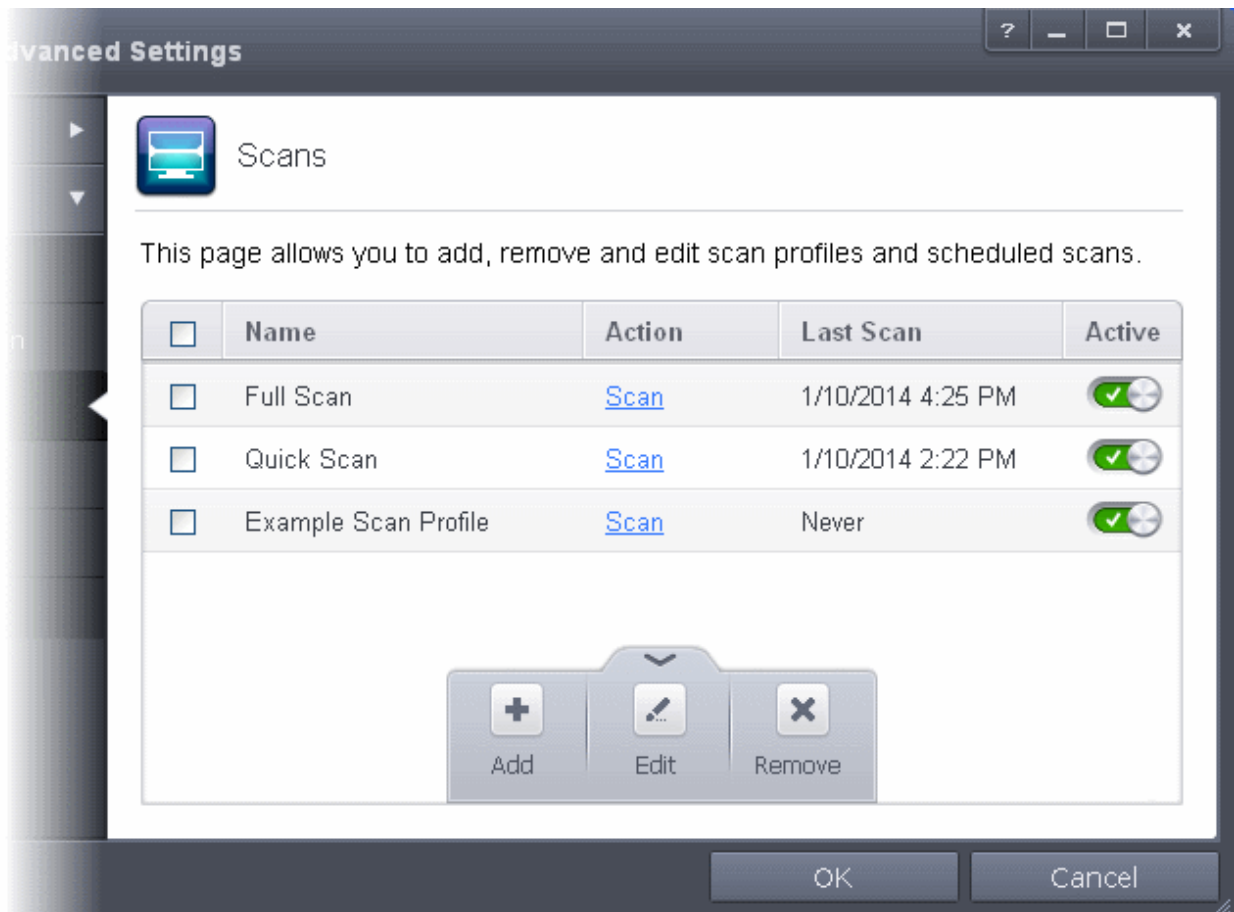 dvanced Settings
?
Scans
This page allows you to add, remove and edit scan profiles and scheduled scans.
Name Action Last Scan Active
Full Scan Scan 1/10/2014 4:25 PM
Quick Scan Scan 1/10/2014 2:22 PM
Example Scan Profile Scan Never
Add Edit Remove
OK Cancel